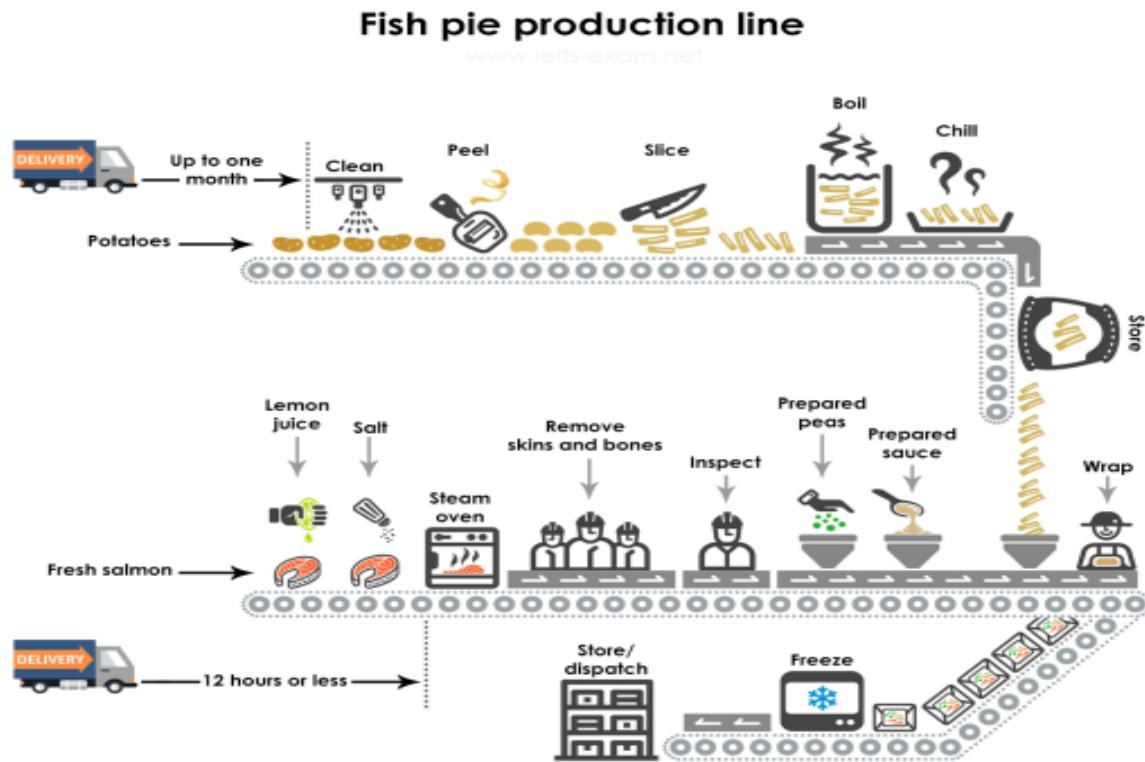 Fish pie production line
www.ielts-exam.net
Boil
Chill
Peel
Slice
Clean
DELIVERY
Up to one
month
Potatoes
Store
Lemon
juice
Salt
Steam
oven
Remove
skins and bones
Inspect
Prepared
peas
Prepared
sauce
Wrap
Fresh salmon
DELIVERY
12 hours or less
Store/
dispatch
Freeze